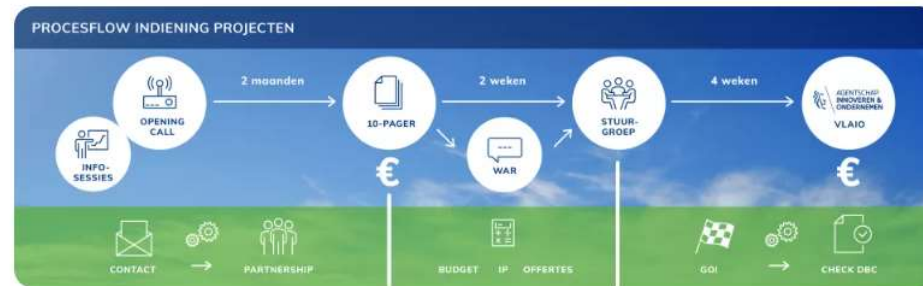 PROCESFLOW INDIENING PROJECTEN
2 maanden
2 weken
4 weken
OPENING
CALL
10-PAGER
STUUR-
GROEP
AGENTSCHAP
INNOVEREN &
ONDERNEMEN
VLAIO
INFO-
SESSIES
WAR
€
€
CONTACT
PARTNERSHIP
BUDGET IP OFFERTES
GO!
CHECK DBC